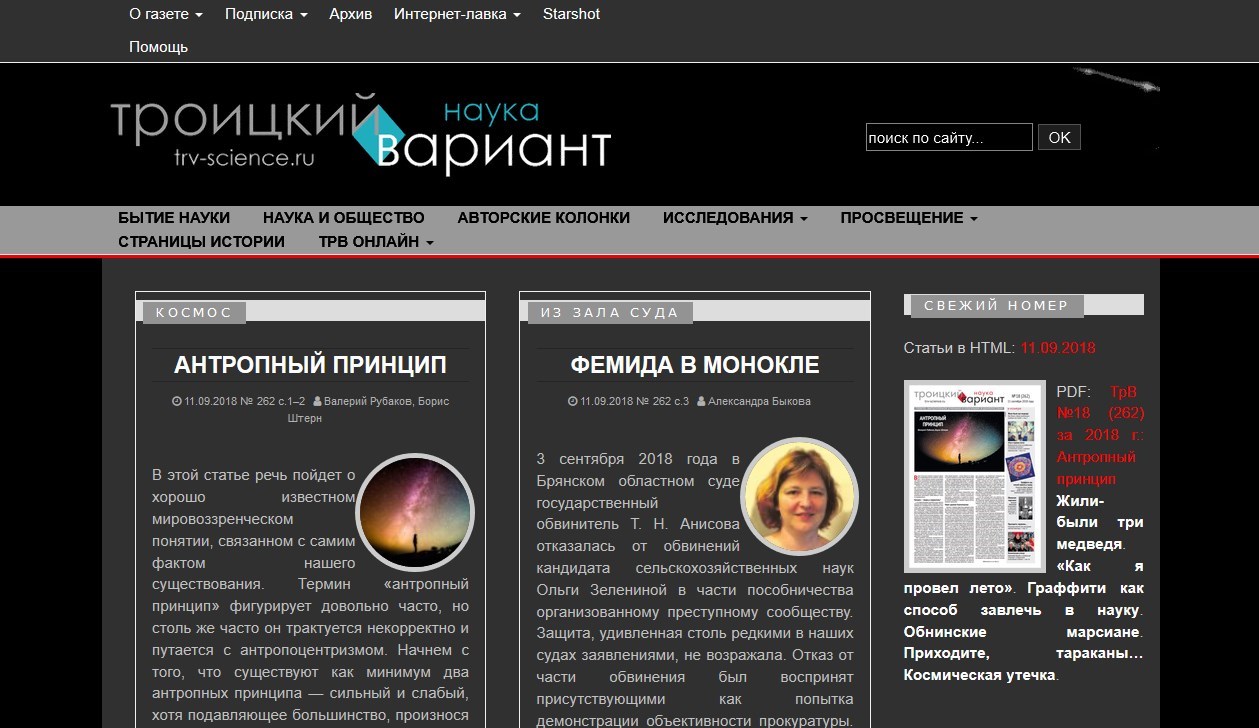 О газете
Подписка
Архив
Интернет-лавка
Starshot
Помощь
троицкий
наука
вариант
trv-science.ru
поиск по сайту...
OK
БЫТИЕ НАУКИ
НАУКА И ОБЩЕСТВО
АВТОРСКИЕ КОЛОНКИ
ИССЛЕДОВАНИЯ
ПРОСВЕЩЕНИЕ
СТРАНИЦЫ ИСТОРИИ
ТРВ ОНЛАЙН
КОСМОС
АНТРОПНЫЙ ПРИНЦИП
11.09.2018 № 262 с.1–2 Валерий Рубаков, Борис
Штерн
В этой статье речь пойдет о
хорошо известном
мировоззренческом
понятии, связанном с самим
фактом нашего
существования. Термин «антропный
принцип» фигурирует довольно часто, но
столь же часто он трактуется некорректно и
путается с антропоцентризмом. Начнем с
того, что существуют как минимум два
антропных принципа — сильный и слабый,
хотя подавляющее большинство, произнося
ИЗ ЗАЛА СУДА
ФЕМИДА В МОНОКЛЕ
11.09.2018 № 262 с.3 Александра Быкова
3 сентября 2018 года в
Брянском областном суде
государственный
обвинитель Т. Н. Анисова
отказалась от обвинений
кандидата сельскохозяйственных наук
Ольги Зелениной в части пособничества
организованному преступному сообществу.
Защита, удивленная столь редкими в наших
судах заявлениями, не возражала. Отказ от
части обвинения был воспринят
присутствующими как попытка
демонстрации объективности прокуратуры.
СВЕЖИЙ НОМЕР
Статьи в HTML: 11.09.2018
троицкий
наука
вариант
АНТРОПНЫЙ
ПРИНЦИП
PDF: ТрВ
№18 (262)
за 2018 г.:
Антропный
принцип
Жили-
были три
медведя.
«Как я
провел лето». Граффити как
способ завлечь в науку.
Обнинские марсиане.
Приходите, тараканы...
Космическая утечка.